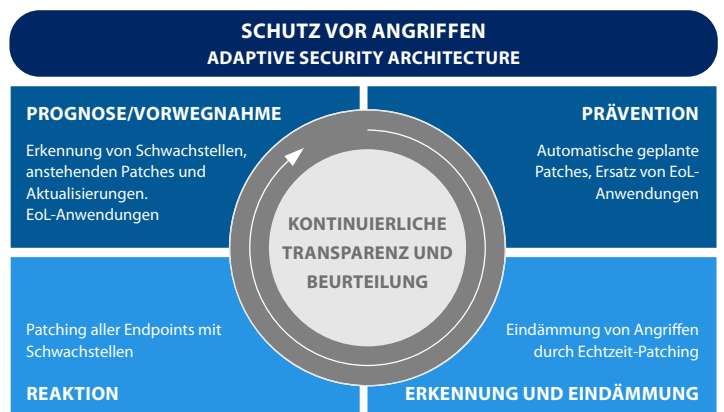 SCHUTZ VOR ANGRIFFEN
ADAPTIVE SECURITY ARCHITECTURE
PROGNOSE/VORWEGNAHME
Erkennung von Schwachstellen,
anstehenden Patches und
Aktualisierungen.
EoL-Anwendungen
PRÄVENTION
Automatische geplante
Patches, Ersatz von EoL-
Anwendungen
KONTINUIERLICHE
TRANSPARENZ UND
BEURTEILUNG
Patching aller Endpoints mit
Schwachstellen
REAKTION
Eindämmung von Angriffen
durch Echtzeit-Patching
ERKENNUNG UND EINDÄMMUNG